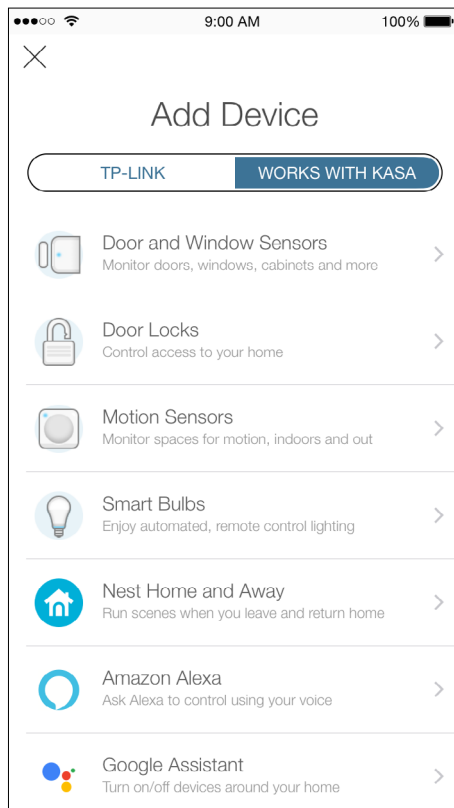 9:00 AM 100%
Add Device
TP-LINK WORKS WITH KASA
Door and Window Sensors
Monitor doors, windows, cabinets and more
Door Locks
Control access to your home
Motion Sensors
Monitor spaces for motion, indoors and out
Smart Bulbs
Enjoy automated, remote control lighting
Nest Home and Away
Run scenes when you leave and return home
Amazon Alexa
Ask Alexa to control using your voice
Google Assistant
Turn on/off devices around your home